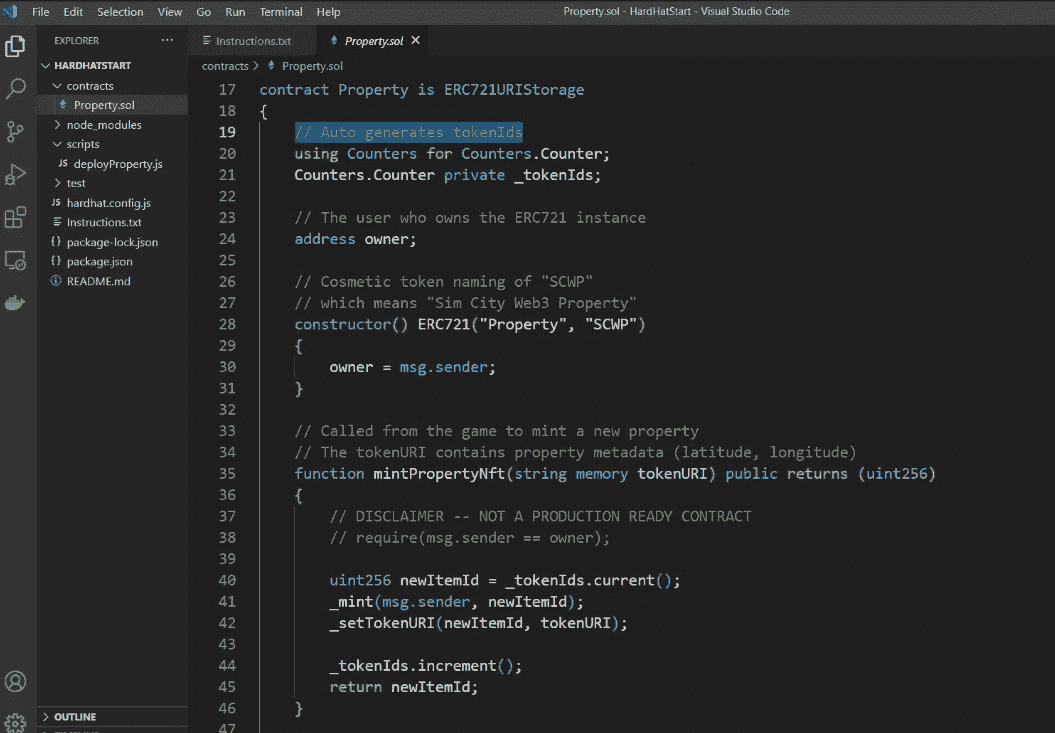 File Edit Selection View Go Run Terminal Help Property.sol - HardHatStart - Visual Studio Code
EXPLORER ...
HARDHATSTART
contracts
Property.sol
node_modules
scripts
JS deployProperty.js
test
JS hardhat.config.js
Instructions.txt
{} package-lock.json
{} package.json
README.md
OUTLINE
Instructions.txt Property.sol
contracts > Property.sol
17 contract Property is ERC721URIStorage
18 {
19 // Auto generates tokenIds
20 using Counters for Counters.Counter;
21 Counters.Counter private _tokenIds;
22
23 // The user who owns the ERC721 instance
24 address owner;
25
26 // Cosmetic token naming of "SCWP"
27 // which means "Sim City Web3 Property"
28 constructor() ERC721("Property", "SCWP")
29 {
30 owner = msg.sender;
31 }
32
33 // Called from the game to mint a new property
34 // The tokenURI contains property metadata (latitude, longitude)
35 function mintPropertyNft(string memory tokenURI) public returns (uint256)
36 {
37 // DISCLAIMER -- NOT A PRODUCTION READY CONTRACT
38 // require(msg.sender == owner);
39
40 uint256 newItemId = _tokenIds.current();
41 _mint(msg.sender, newItemId);
42 _setTokenURI(newItemId, tokenURI);
43
44 _tokenIds.increment();
45 return newItemId;
46 }
47